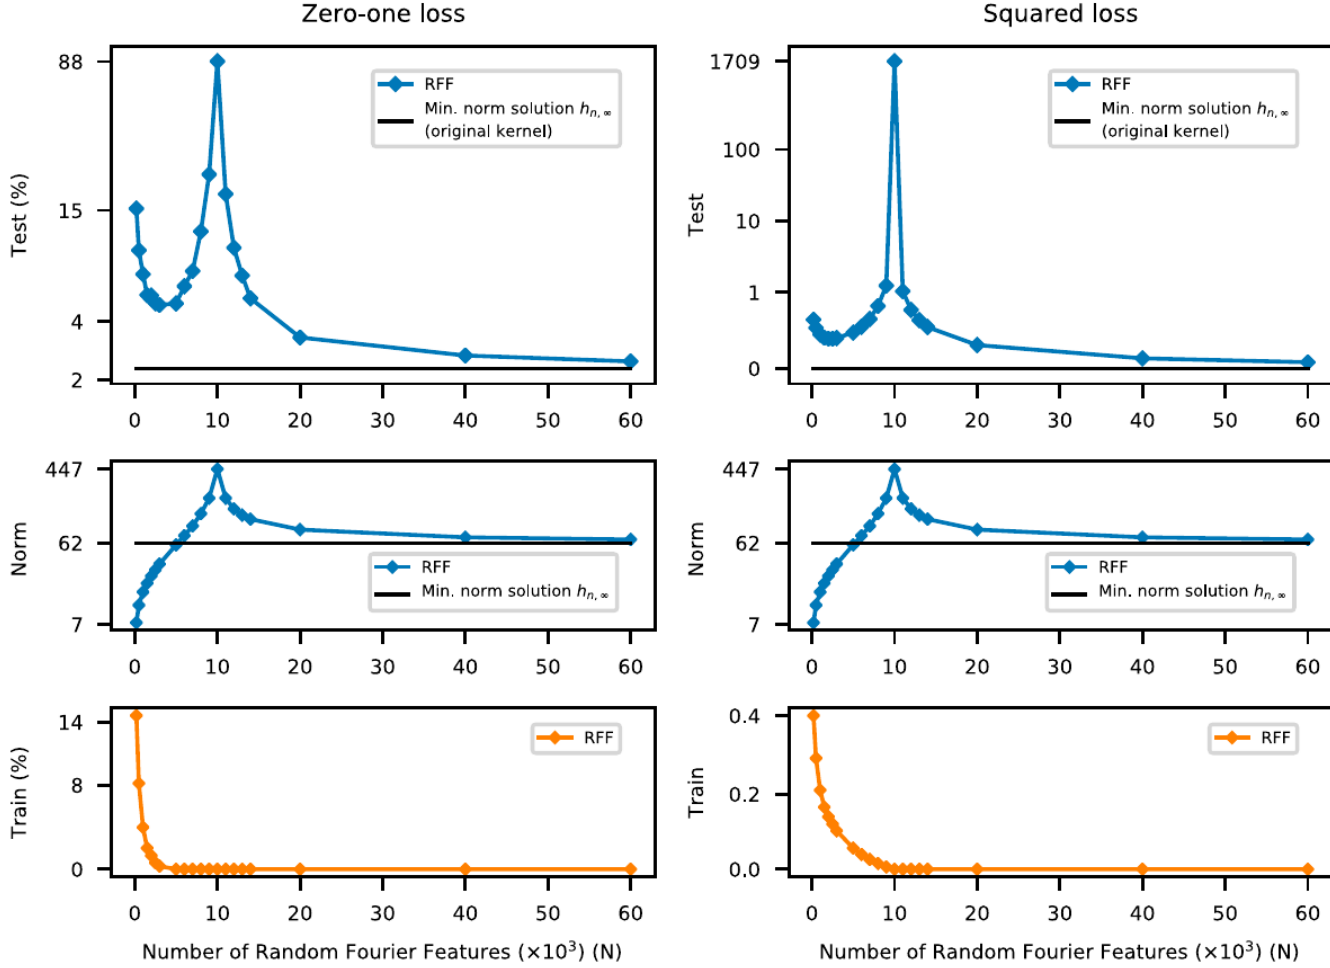 Zero-one loss
Test (%)
88
15
4
2
RFF
Min. norm solution h_{n,∞}
(original kernel)
0 10 20 30 40 50 60
Norm
447
62
7
RFF
Min. norm solution h_{n,∞}
0 10 20 30 40 50 60
Train (%)
14
8
0
RFF
0 10 20 30 40 50 60
Number of Random Fourier Features (×10³) (N)
Squared loss
Test
1709
100
10
1
0
RFF
Min. norm solution h_{n,∞}
(original kernel)
0 10 20 30 40 50 60
Norm
447
62
7
RFF
Min. norm solution h_{n,∞}
0 10 20 30 40 50 60
Train
0.4
0.2
0.0
RFF
0 10 20 30 40 50 60
Number of Random Fourier Features (×10³) (N)